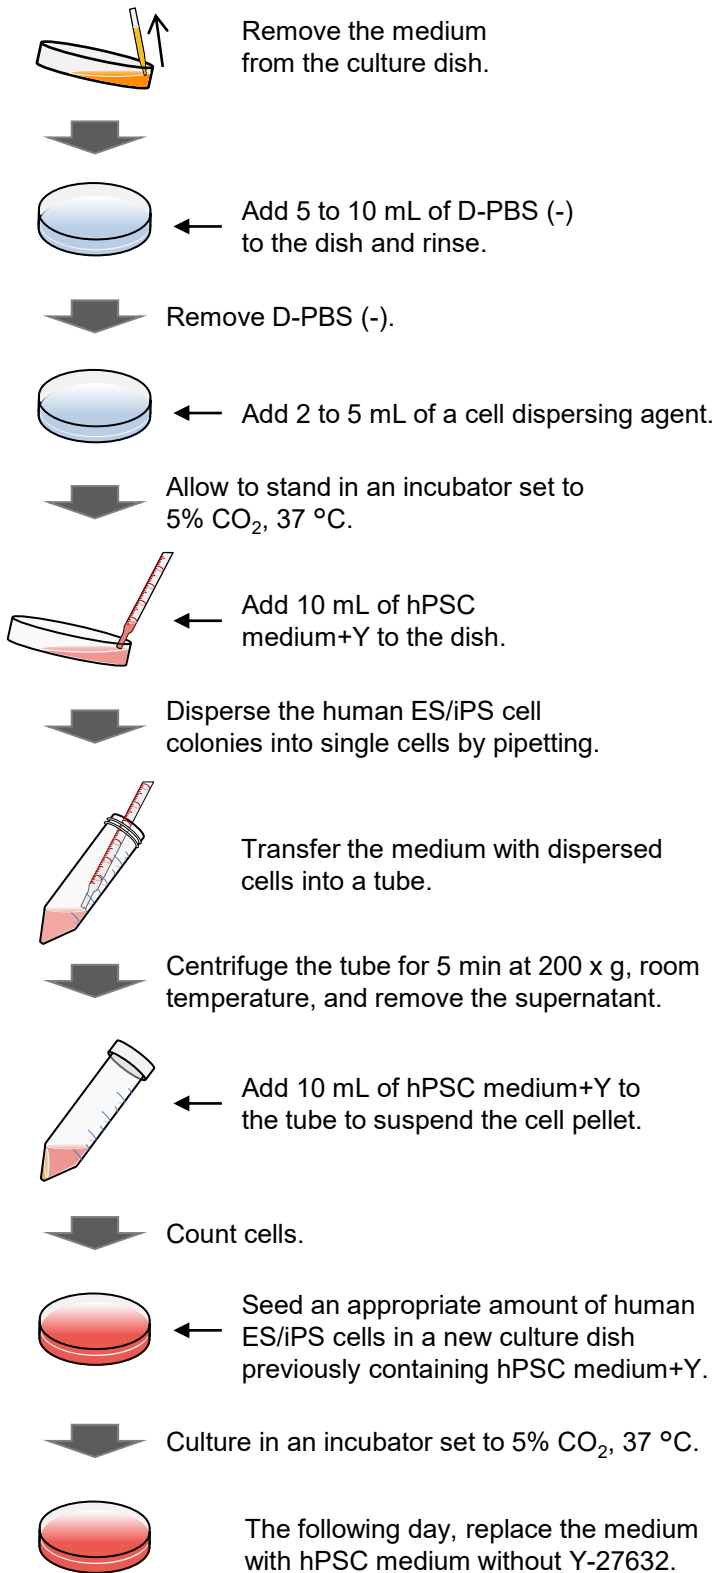 Remove the medium
from the culture dish.
Add 5 to 10 mL of D-PBS (-)
to the dish and rinse.
Remove D-PBS (-).
Add 2 to 5 mL of a cell dispersing agent.
Allow to stand in an incubator set to
5% CO₂, 37 °C.
Add 10 mL of hPSC
medium+Y to the dish.
Disperse the human ES/iPS cell
colonies into single cells by pipetting.
Transfer the medium with dispersed
cells into a tube.
Centrifuge the tube for 5 min at 200 x g, room
temperature, and remove the supernatant.
Add 10 mL of hPSC medium+Y to
the tube to suspend the cell pellet.
Count cells.
Seed an appropriate amount of human
ES/iPS cells in a new culture dish
previously containing hPSC medium+Y.
Culture in an incubator set to 5% CO₂, 37 °C.
The following day, replace the medium
with hPSC medium without Y-27632.